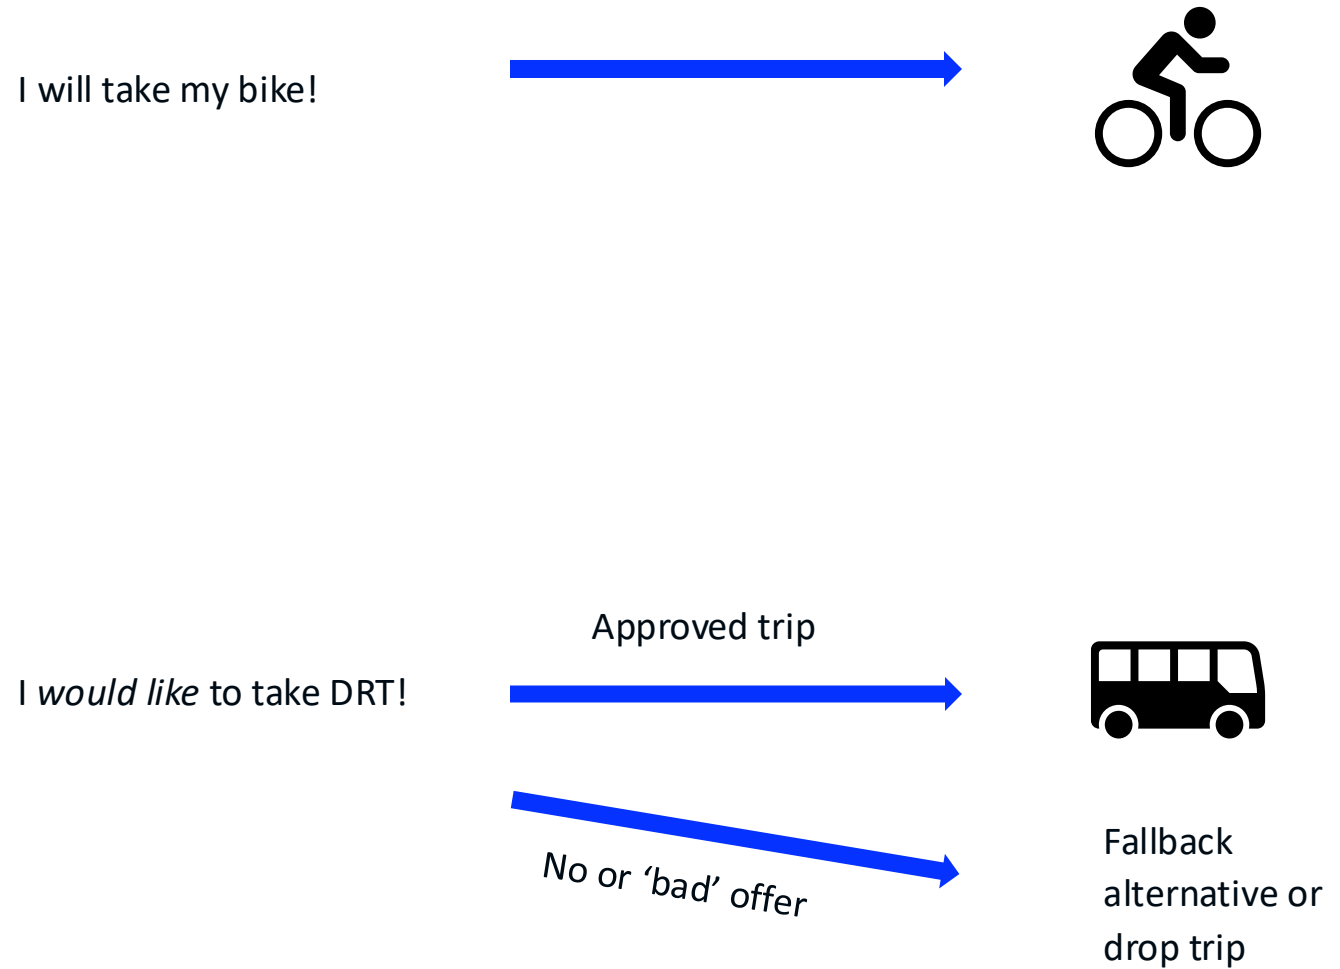 I will take my bike!
Approved trip
I would like to take DRT!
No or ‘bad’ offer
Fallback
alternative or
drop trip